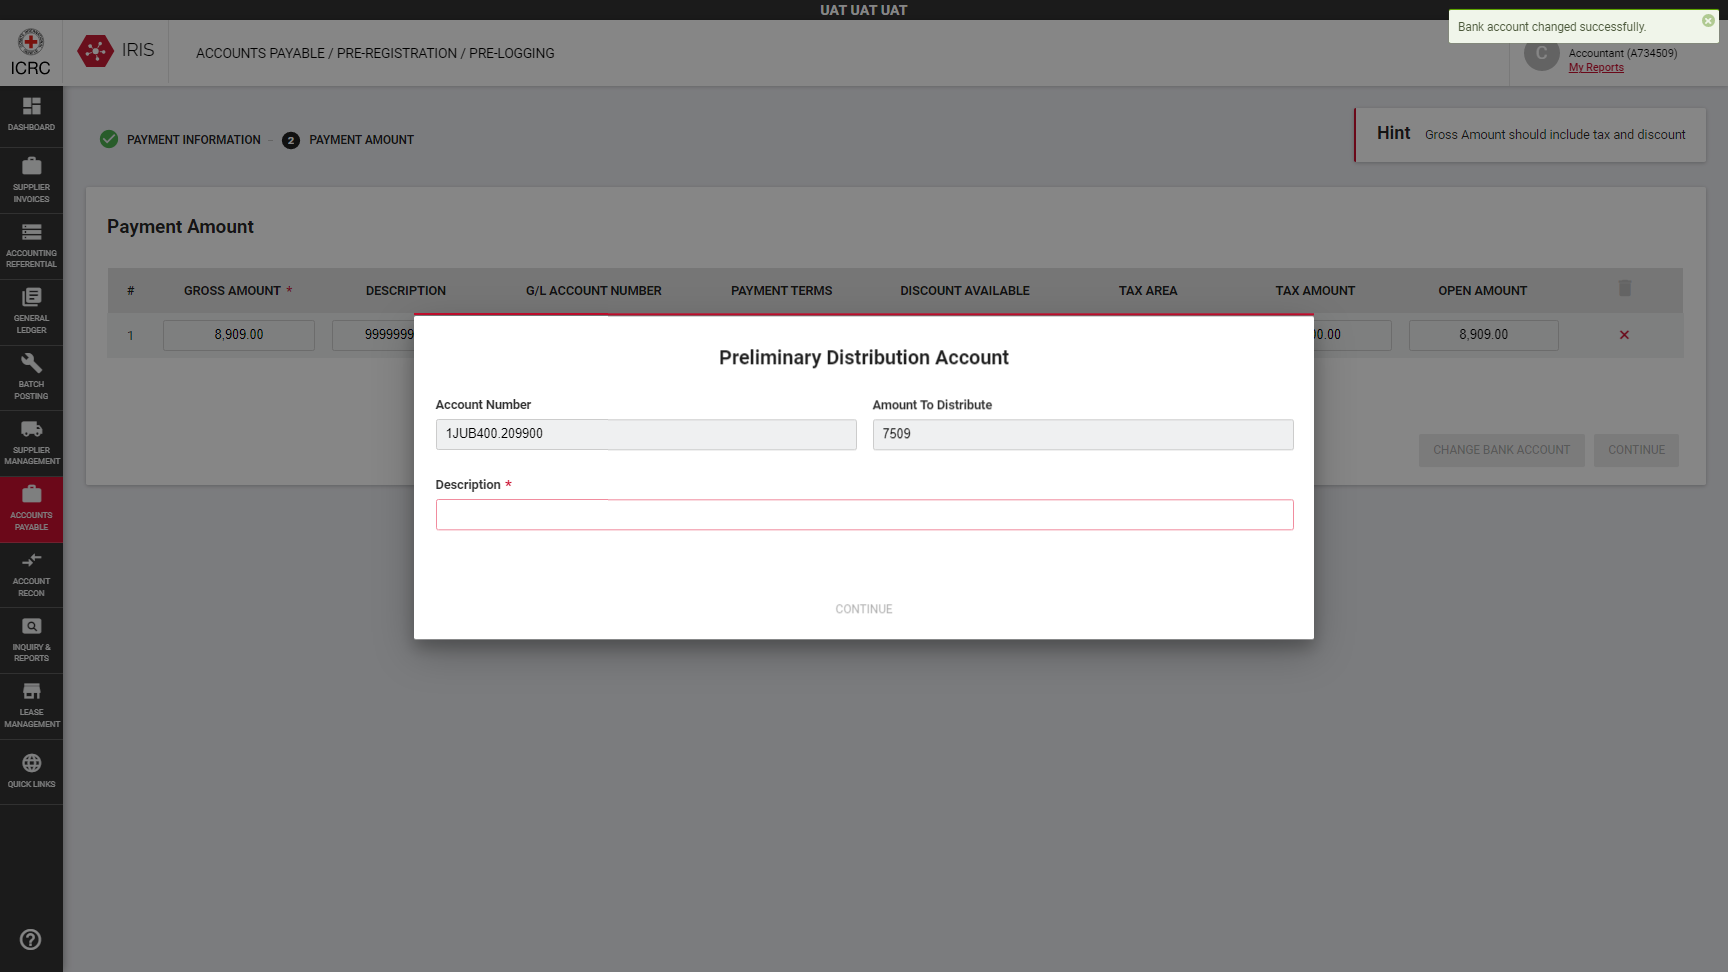 UAT UAT UAT
Bank account changed successfully.
ICRC
IRIS
ACCOUNTS PAYABLE / PRE-REGISTRATION / PRE-LOGGING
C
Accountant (A734509)
My Reports
DASHBOARD
SUPPLIER
INVOICES
ACCOUNTING
REFERENTIAL
GENERAL
LEDGER
BATCH
POSTING
SUPPLIER
MANAGEMENT
ACCOUNTS
PAYABLE
ACCOUNT
RECON
INQUIRY &
REPORTS
LEASE
MANAGEMENT
QUICK LINKS
PAYMENT INFORMATION
2 PAYMENT AMOUNT
Hint Gross Amount should include tax and discount
Payment Amount
# GROSS AMOUNT * DESCRIPTION G/L ACCOUNT NUMBER PAYMENT TERMS DISCOUNT AVAILABLE TAX AREA TAX AMOUNT OPEN AMOUNT
1 8,909.00 9999999 00.00 8,909.00
Preliminary Distribution Account
Account Number Amount To Distribute
1JUB400.209900 7509
Description *
CONTINUE
CHANGE BANK ACCOUNT CONTINUE